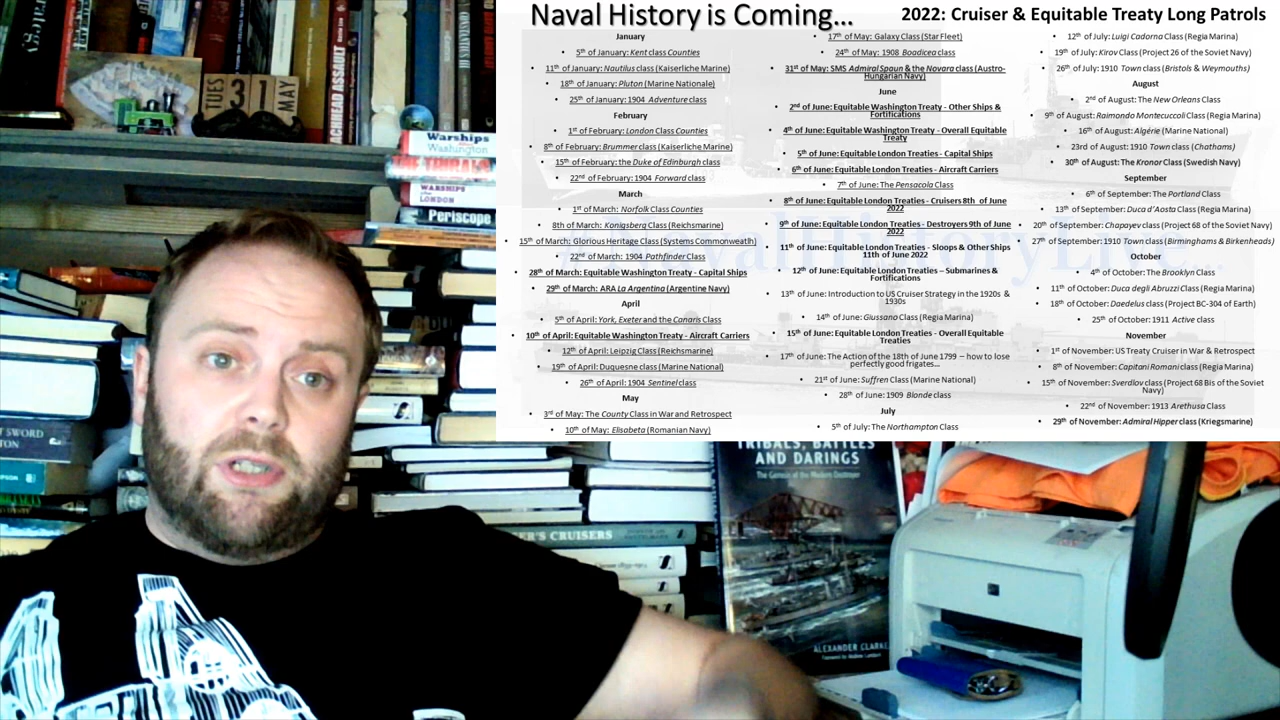 Naval History is Coming...
2022: Cruiser & Equitable Treaty Long Patrols
January
• 5th of January: Kent class Counties
• 11th of January: Nautilus class (Kaiserliche Marine)
• 18th of January: Pluton (Marine Nationale)
• 25th of January: 1904 Adventure class
February
• 1st of February: London Class Counties
• 8th of February: Brummer class (Kaiserliche Marine)
• 15th of February: the Duke of Edinburgh class
• 22nd of February: 1904 Forward class
March
• 1st of March: Norfolk Class Counties
• 8th of March: Konigsberg Class (Reichsmarine)
• 15th of March: Glorious Heritage Class (Systems Commonwealth)
• 22nd of March: 1904 Pathfinder Class
• 28th of March: Equitable Washington Treaty - Capital Ships
• 29th of March: ARA La Argentina (Argentine Navy)
April
• 5th of April: York, Exeter and the Canaris Class
• 10th of April: Equitable Washington Treaty - Aircraft Carriers
• 12th of April: Leipzig Class (Reichsmarine)
• 19th of April: Duquesne class (Marine National)
• 26th of April: 1904 Sentinel class
May
• 3rd of May: The County Class in War and Retrospect
• 10th of May: Elisabeta (Romanian Navy)
• 17th of May: Galaxy Class (Star Fleet)
• 24th of May: 1908 Boadicea class
• 31st of May: SMS Admiral Spaun & the Novara class (Austro-
Hungarian Navy)
June
• 2nd of June: Equitable Washington Treaty - Other Ships &
Fortifications
• 4th of June: Equitable Washington Treaty - Overall Equitable
Treaty
• 5th of June: Equitable London Treaties - Capital Ships
• 6th of June: Equitable London Treaties - Aircraft Carriers
• 7th of June: The Pensacola Class
• 8th of June: Equitable London Treaties - Cruisers 8th of June
2022
• 9th of June: Equitable London Treaties - Destroyers 9th of June
2022
• 11th of June: Equitable London Treaties - Sloops & Other Ships
11th of June 2022
• 12th of June: Equitable London Treaties – Submarines &
Fortifications
• 13th of June: Introduction to US Cruiser Strategy in the 1920s &
1930s
• 14th of June: Giussano Class (Regia Marina)
• 15th of June: Equitable London Treaties - Overall Equitable
Treaties
• 17th of June: The Action of the 18th of June 1799 – how to lose
perfectly good frigates...
• 21st of June: Suffren Class (Marine National)
• 28th of June: 1909 Blonde class
July
• 5th of July: The Northampton Class
• 12th of July: Luigi Cadorna Class (Regia Marina)
• 19th of July: Kirov Class (Project 26 of the Soviet Navy)
• 26th of July: 1910 Town class (Bristols & Weymouths)
August
• 2nd of August: The New Orleans Class
• 9th of August: Raimondo Montecuccoli Class (Regia Marina)
• 16th of August: Algérie (Marine National)
• 23rd of August: 1910 Town class (Chathams)
• 30th of August: The Kronor Class (Swedish Navy)
September
• 6th of September: The Portland Class
• 13th of September: Duca d'Aosta Class (Regia Marina)
• 20th of September: Chapayev Class (Project 68 of the Soviet Navy)
• 27th of September: 1910 Town class (Birminghams & Birkenheads)
October
• 4th of October: The Brooklyn Class
• 11th of October: Duca degli Abruzzi Class (Regia Marina)
• 18th of October: Daedelus class (Project BC-304 of Earth)
• 25th of October: 1911 Active class
November
• 1st of November: US Treaty Cruiser in War & Retrospect
• 8th of November: Capitani Romani class (Regia Marina)
• 15th of November: Sverdlov class (Project 68 Bis of the Soviet
Navy)
• 22nd of November: 1913 Arethusa Class
• 29th of November: Admiral Hipper class (Kriegsmarine)
TUES 31 MAY
ACHHEAD ASSAULT
Warships
Washington
WARSHIPS
LONDON
Periscope
T SWORD
'S CRUISERS
TRIBALS, BATTLES
AND DARINGS
The Genesis of the Modern Destroyer
ALEXANDER CLARKE